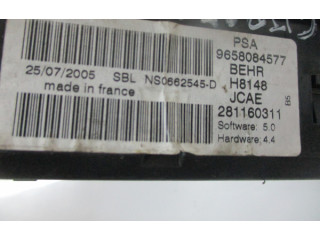 PSA
9658084577
BEHR
25/07/2005 SBL NS0662545-D H8148
made in france JCAE
281160311
B5
Software: 5.0
Hardware: 4.4